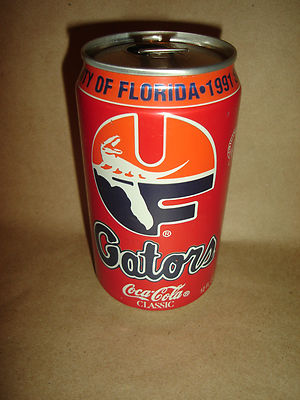 TY OF FLORIDA•1991
UF
®
Gators
Coca-Cola®
CLASSIC